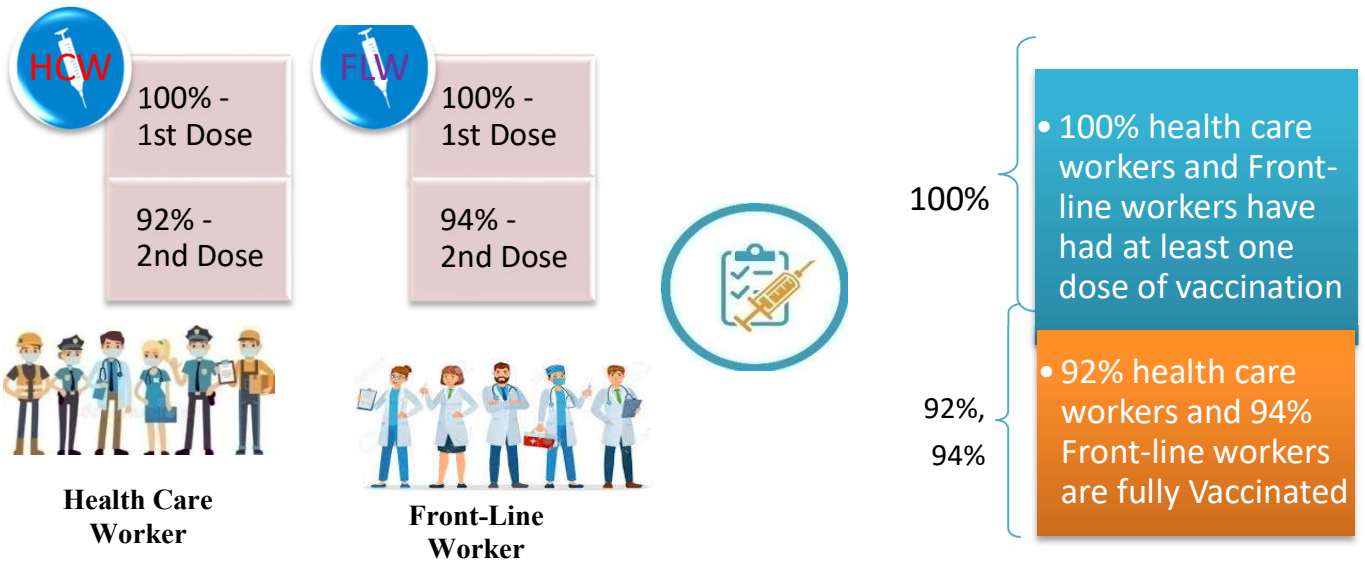 HCW
100% -
1st Dose
92% -
2nd Dose
Health Care
Worker
FLW
100% -
1st Dose
94% -
2nd Dose
Front-Line
Worker
100%
• 100% health care
workers and Front-
line workers have
had at least one
dose of vaccination
92%,
94%
• 92% health care
workers and 94%
Front-line workers
are fully Vaccinated